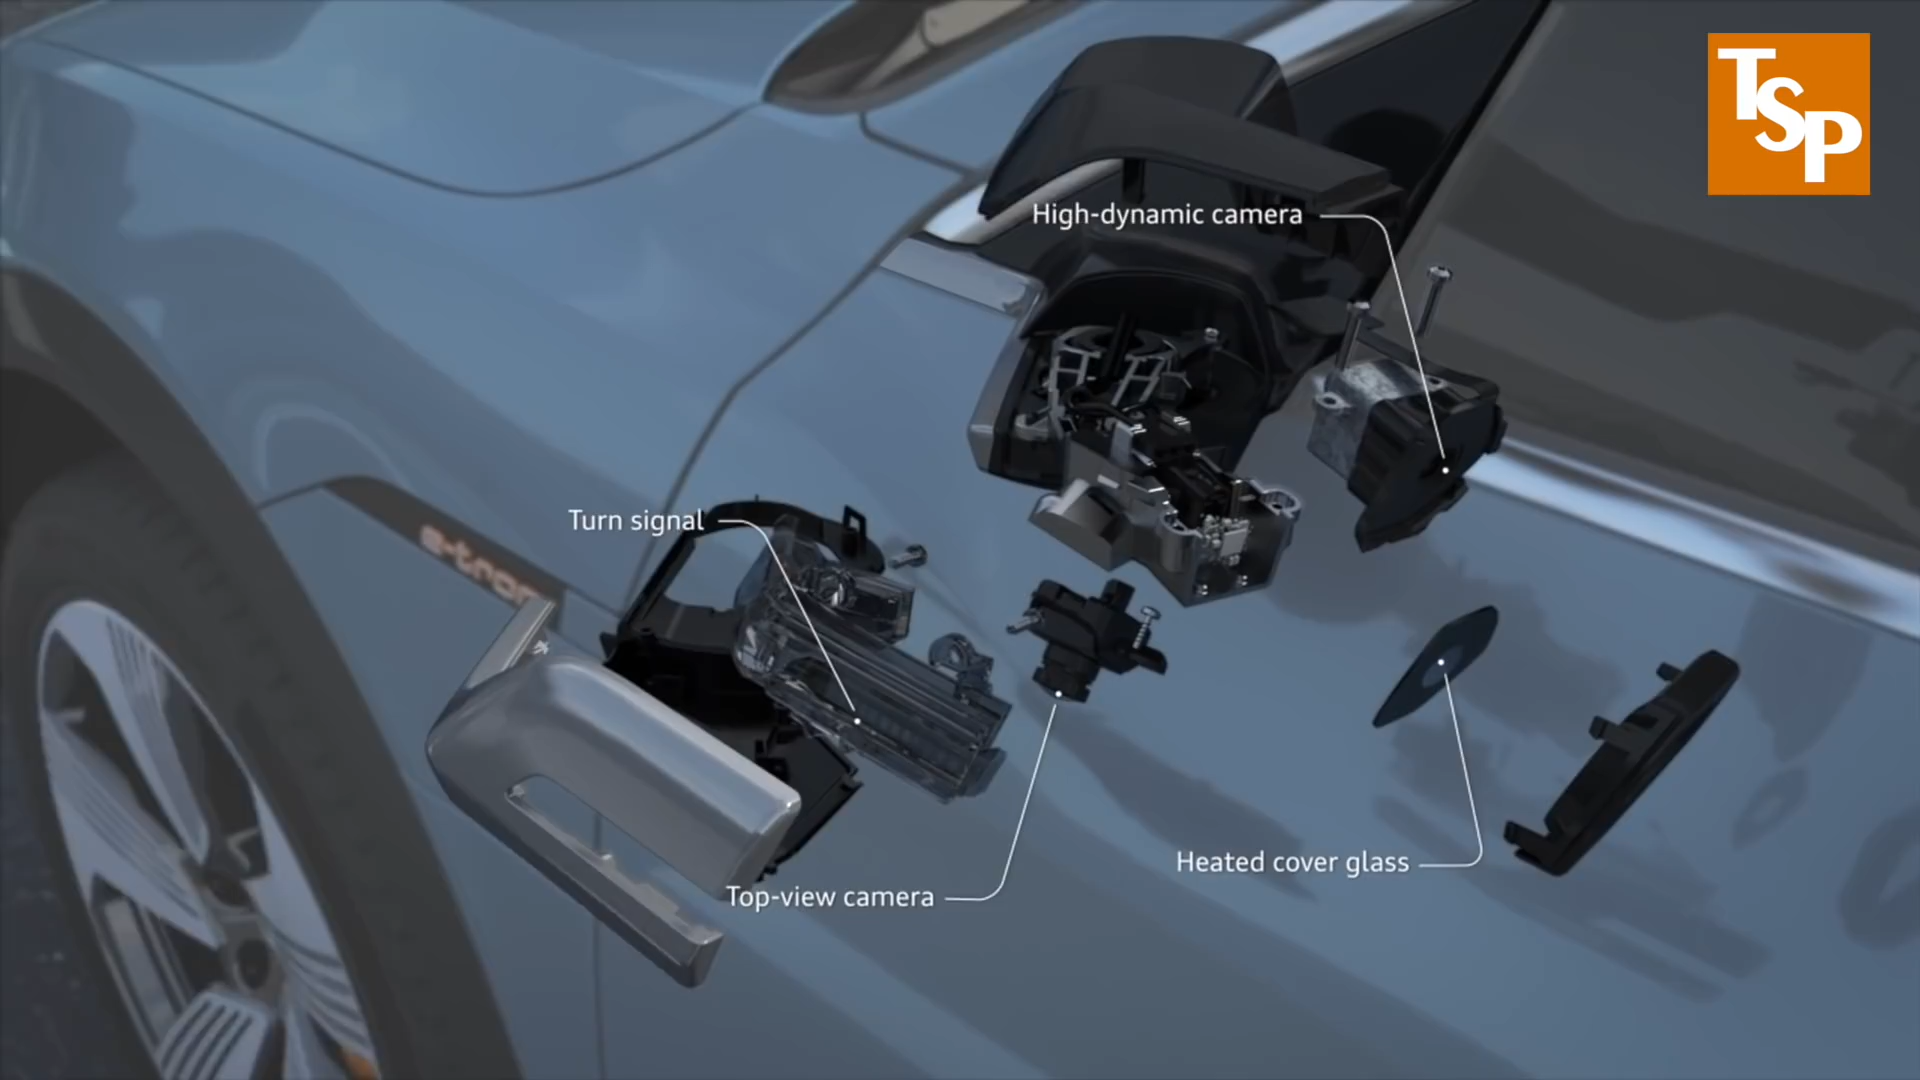 TSP
High-dynamic camera
Turn signal
e-tron
Top-view camera
Heated cover glass